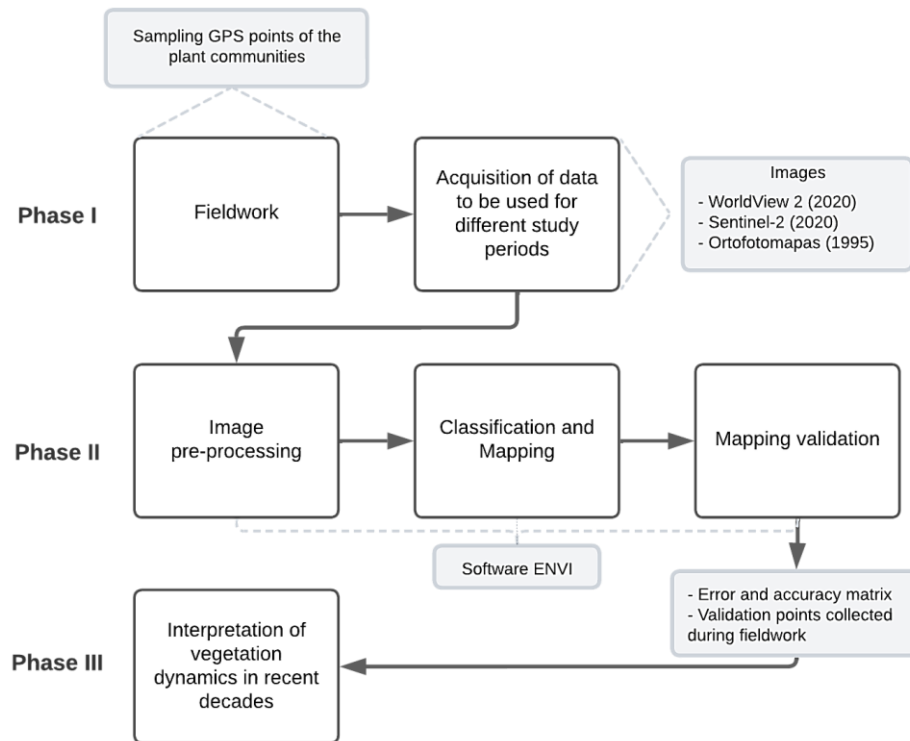 Sampling GPS points of the
plant communities
Phase I
Fieldwork
Acquisition of data
to be used for
different study
periods
Images
- WorldView 2 (2020)
- Sentinel-2 (2020)
- Ortofotomapas (1995)
Phase II
Image
pre-processing
Classification and
Mapping
Mapping validation
Software ENVI
- Error and accuracy matrix
- Validation points collected
during fieldwork
Phase III
Interpretation of
vegetation
dynamics in recent
decades